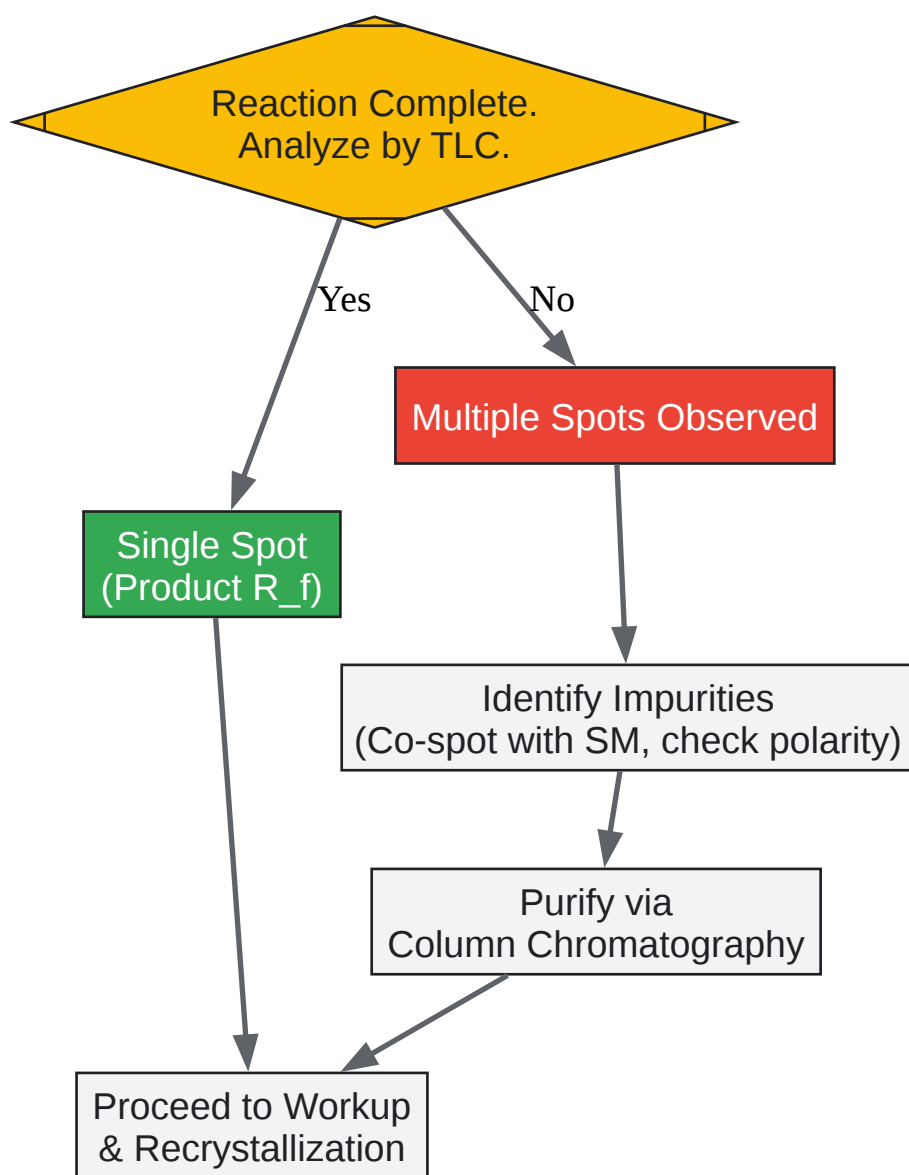 Reaction Complete.
Analyze by TLC.
Yes
No
Multiple Spots Observed
Single Spot
(Product R_f)
Identify Impurities
(Co-spot with SM, check polarity)
Purify via
Column Chromatography
Proceed to Workup
& Recrystallization